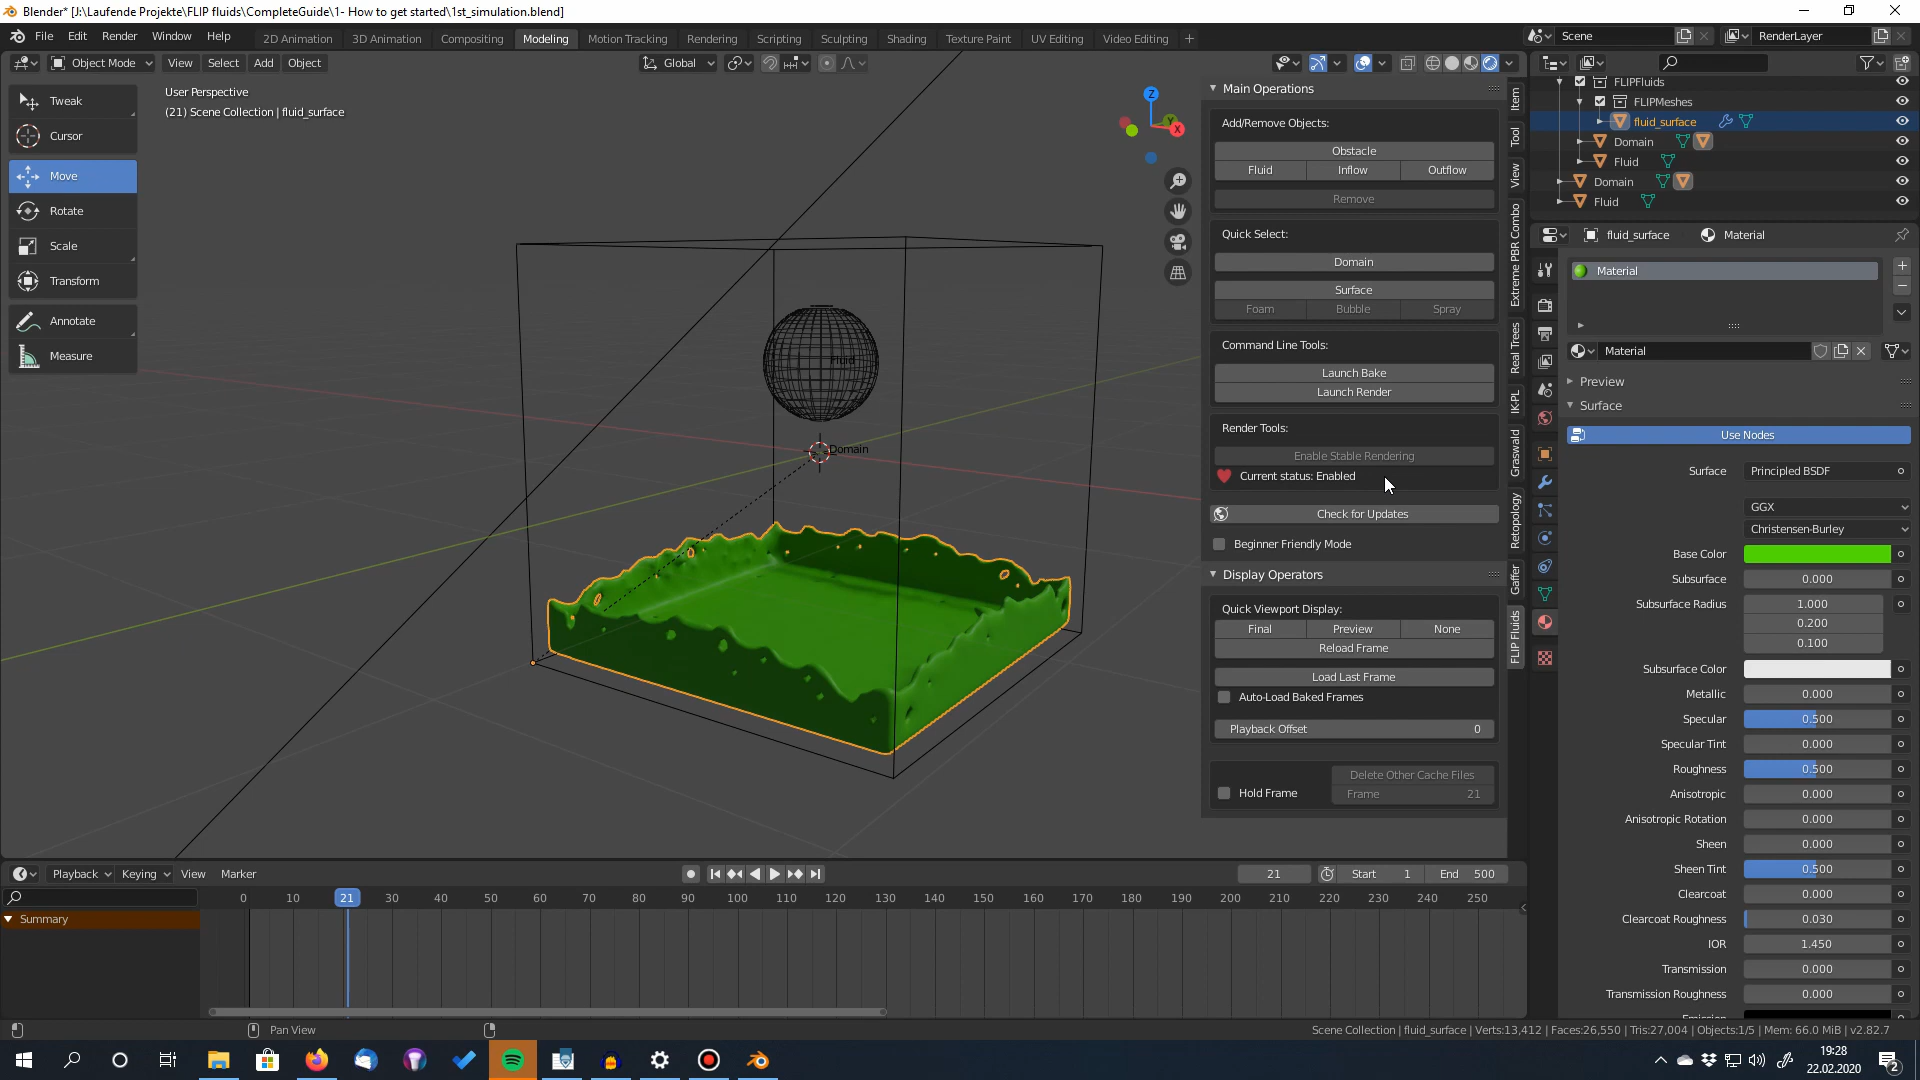 Blender* [J:\Laufende Projekte\FLIP fluids\CompleteGuide\1- How to get started\1st_simulation.blend]
File Edit Render Window Help
2D Animation 3D Animation Compositing Modeling Motion Tracking Rendering Scripting Sculpting Shading Texture Paint UV Editing Video Editing +
Scene RenderLayer
Object Mode View Select Add Object Global
User Perspective
(21) Scene Collection | fluid_surface
Tweak
Cursor
Move
Rotate
Scale
Transform
Annotate
Measure
Z
Y
X
Fluid
Domain
Main Operations
Add/Remove Objects:
Obstacle
Fluid Inflow Outflow
Remove
Quick Select:
Domain
Surface
Foam Bubble Spray
Command Line Tools:
Launch Bake
Launch Render
Render Tools:
Enable Stable Rendering
Current status: Enabled
Check for Updates
Beginner Friendly Mode
Display Operators
Quick Viewport Display:
Final Preview None
Reload Frame
Load Last Frame
Auto-Load Baked Frames
Playback Offset 0
Delete Other Cache Files
Hold Frame Frame 21
Item
Tool
View
Extreme PBR Combo
Real Trees
IK-PL
Graswald
Retopology
Gaffer
FLIP Fluids
FLIPFluids
FLIPMeshes
fluid_surface
Domain
Fluid
Domain
Fluid
fluid_surface Material
Material
Material
Preview
Surface
Use Nodes
Surface Principled BSDF
GGX
Christensen-Burley
Base Color
Subsurface 0.000
Subsurface Radius 1.000
0.200
0.100
Subsurface Color
Metallic 0.000
Specular 0.500
Specular Tint 0.000
Roughness 0.500
Anisotropic 0.000
Anisotropic Rotation 0.000
Sheen 0.000
Sheen Tint 0.500
Clearcoat 0.000
Clearcoat Roughness 0.030
IOR 1.450
Transmission 0.000
Transmission Roughness 0.000
Playback Keying View Marker 21 Start 1 End 500
0 10 21 30 40 50 60 70 80 90 100 110 120 130 140 150 160 170 180 190 200 210 220 230 240 250
Summary
Pan View
Scene Collection | fluid_surface | Verts:13,412 | Faces:26,550 | Tris:27,004 | Objects:1/5 | Mem: 66.0 MiB | v2.82.7
19:28
22.02.2020
2